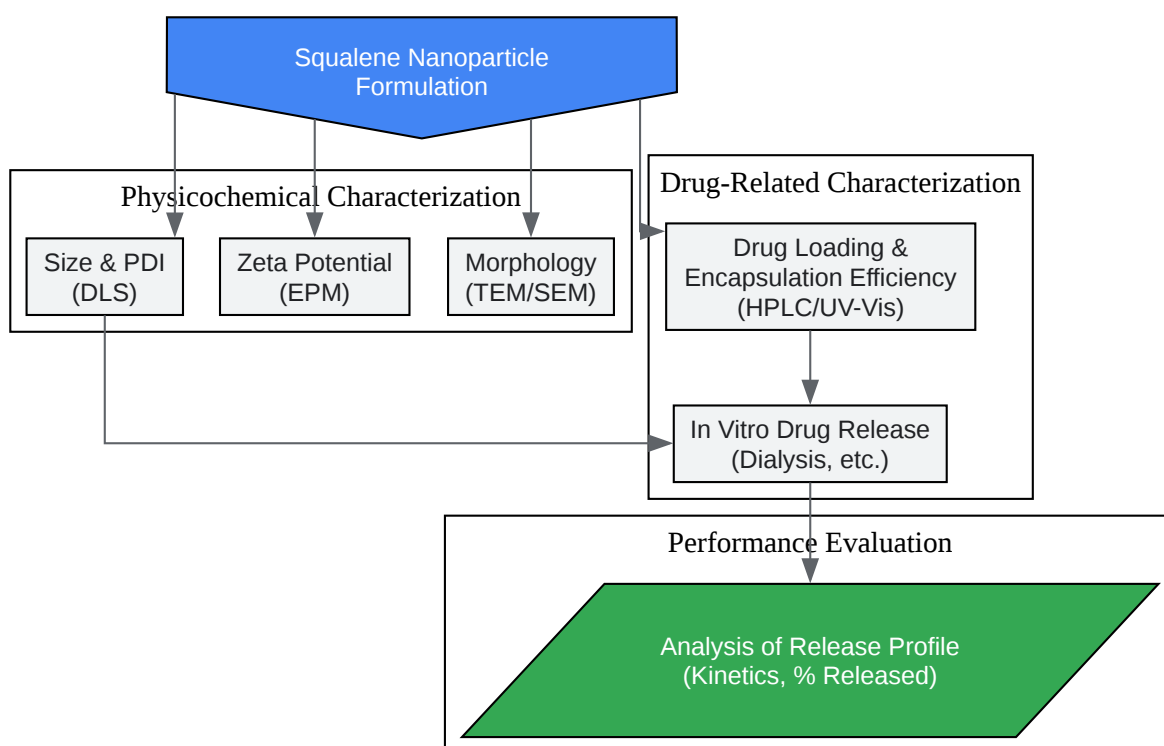 Squalene Nanoparticle
Formulation
Physicochemical Characterization
Drug-Related Characterization
Size & PDI
(DLS)
Zeta Potential
(EPM)
Morphology
(TEM/SEM)
Drug Loading &
Encapsulation Efficiency
(HPLC/UV-Vis)
In Vitro Drug Release
(Dialysis, etc.)
Performance Evaluation
Analysis of Release Profile
(Kinetics, % Released)